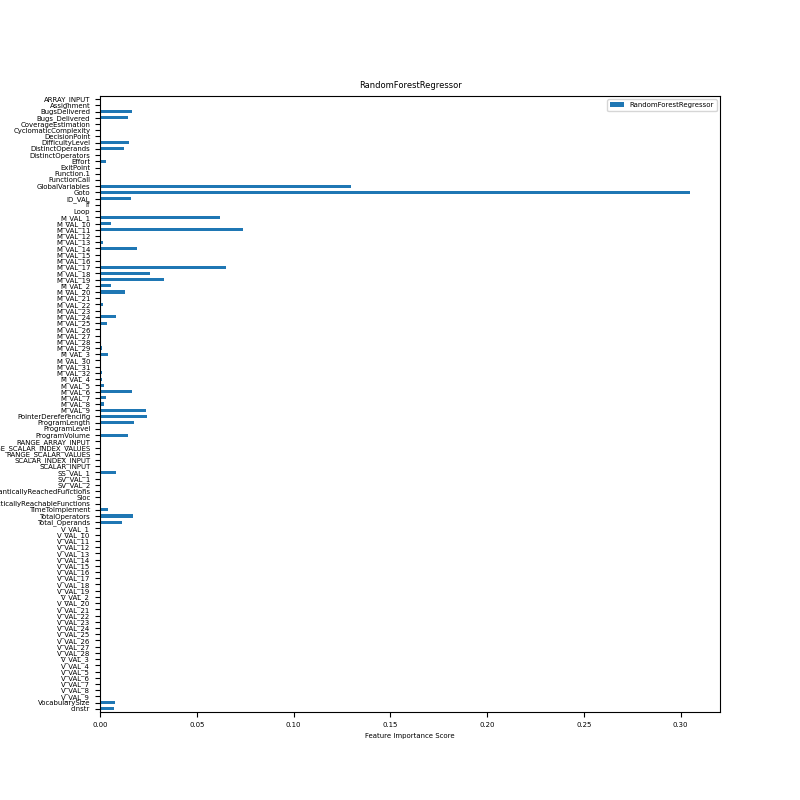 RandomForestRegressor
RandomForestRegressor
ARRAY_INPUT
Assignment
BugsDelivered
Bugs_Delivered
CoverageEstimation
CyclomaticComplexity
DecisionPoint
DifficultyLevel
DistinctOperands
DistinctOperators
Effort
ExitPoint
Function.1
FunctionCall
GlobalVariables
Goto
ID_VAL
If
Loop
M_VAL_1
M_VAL_10
M_VAL_11
M_VAL_12
M_VAL_13
M_VAL_14
M_VAL_15
M_VAL_16
M_VAL_17
M_VAL_18
M_VAL_19
M_VAL_2
M_VAL_20
M_VAL_21
M_VAL_22
M_VAL_23
M_VAL_24
M_VAL_25
M_VAL_26
M_VAL_27
M_VAL_28
M_VAL_29
M_VAL_3
M_VAL_30
M_VAL_31
M_VAL_32
M_VAL_4
M_VAL_5
M_VAL_6
M_VAL_7
M_VAL_8
M_VAL_9
PointerDereferencing
ProgramLength
ProgramLevel
ProgramVolume
RANGE_ARRAY_INPUT
E_SCALAR_INDEX_VALUES
RANGE_SCALAR_VALUES
SCALAR_INDEX_INPUT
SCALAR_INPUT
SS_VAL_1
SV_VAL_1
SV_VAL_2
anticallyReachedFunctions
Sloc
ticallyReachableFunctions
TimeToImplement
TotalOperators
Total_Operands
V_VAL_1
V_VAL_10
V_VAL_11
V_VAL_12
V_VAL_13
V_VAL_14
V_VAL_15
V_VAL_16
V_VAL_17
V_VAL_18
V_VAL_19
V_VAL_2
V_VAL_20
V_VAL_21
V_VAL_22
V_VAL_23
V_VAL_24
V_VAL_25
V_VAL_26
V_VAL_27
V_VAL_28
V_VAL_3
V_VAL_4
V_VAL_5
V_VAL_6
V_VAL_7
V_VAL_8
V_VAL_9
VocabularySize
cInstr
0.00 0.05 0.10 0.15 0.20 0.25 0.30
Feature Importance Score